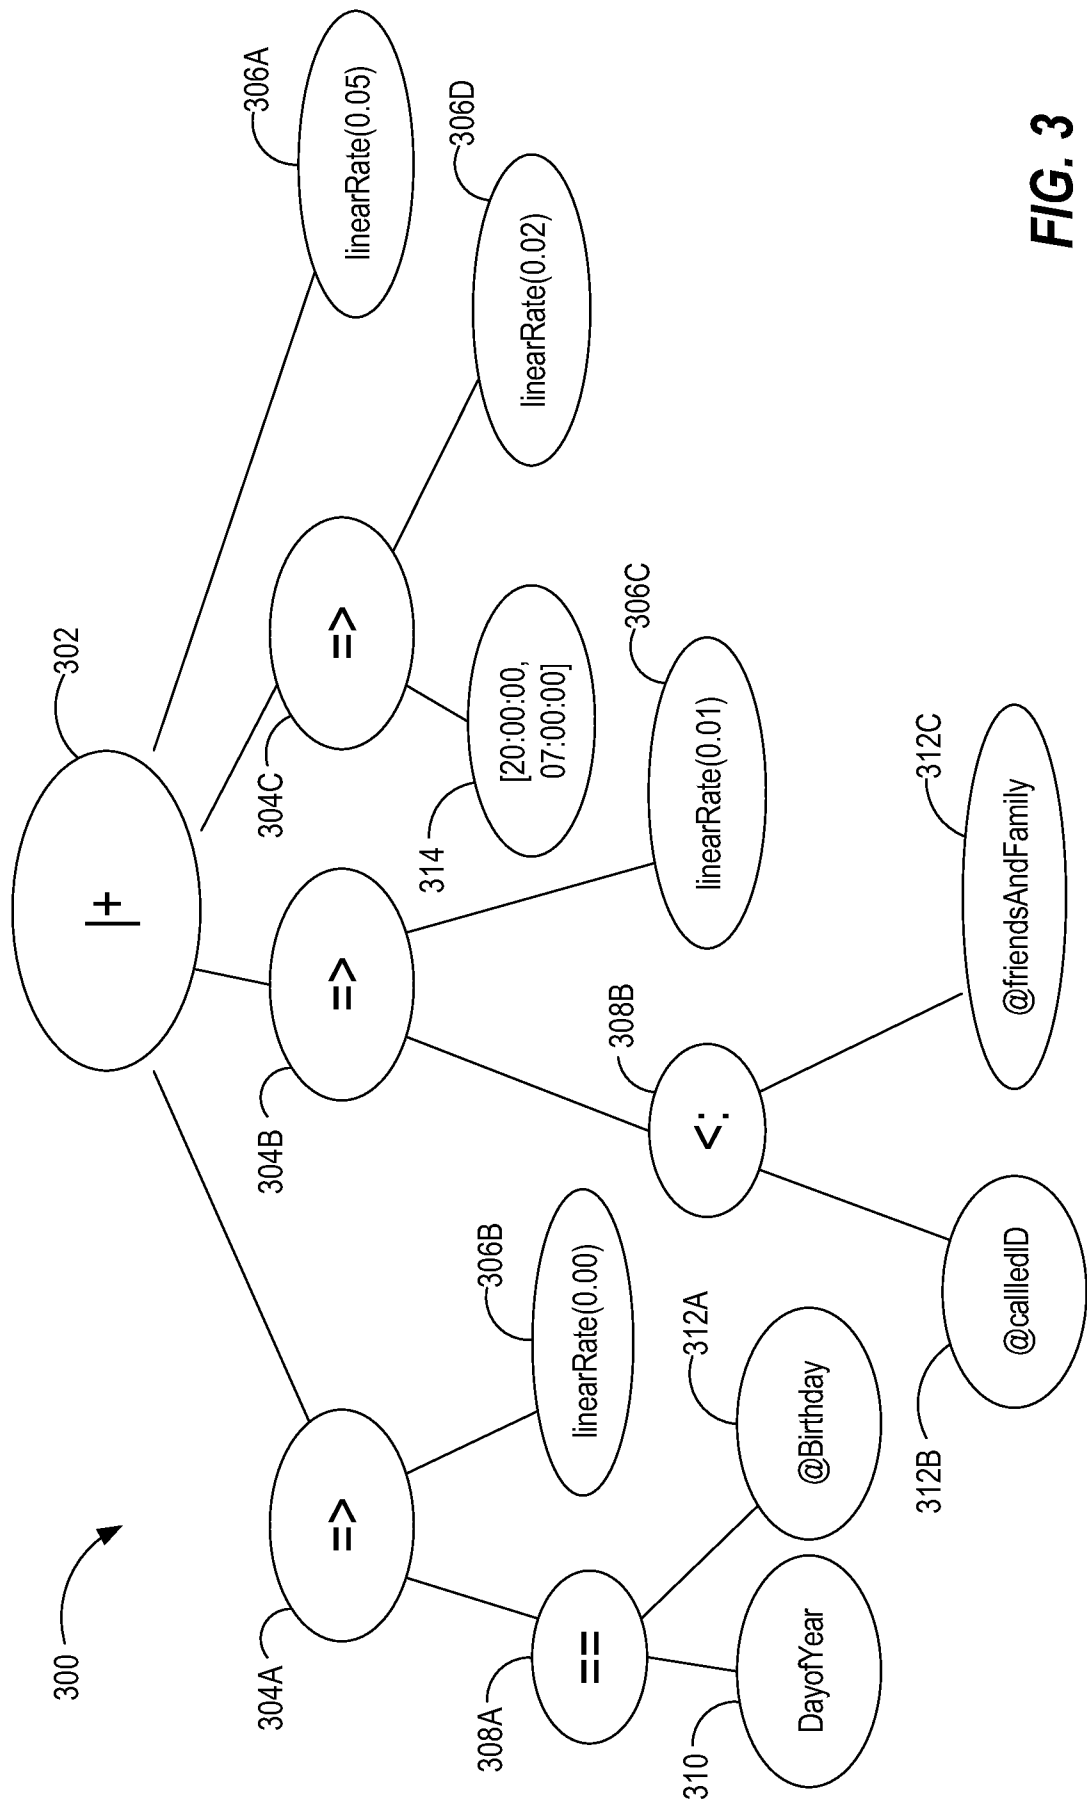 300
302
|+
304A
304B
304C
306A
=>
=>
=>
linearRate(0.05)
308A
306B
314
306D
==
linearRate(0.00)
[20:00:00,
07:00:00]
linearRate(0.02)
310
312A
308B
306C
DayofYear
@Birthday
<:
linearRate(0.01)
312B
312C
@callledID
@friendsAndFamily
FIG. 3